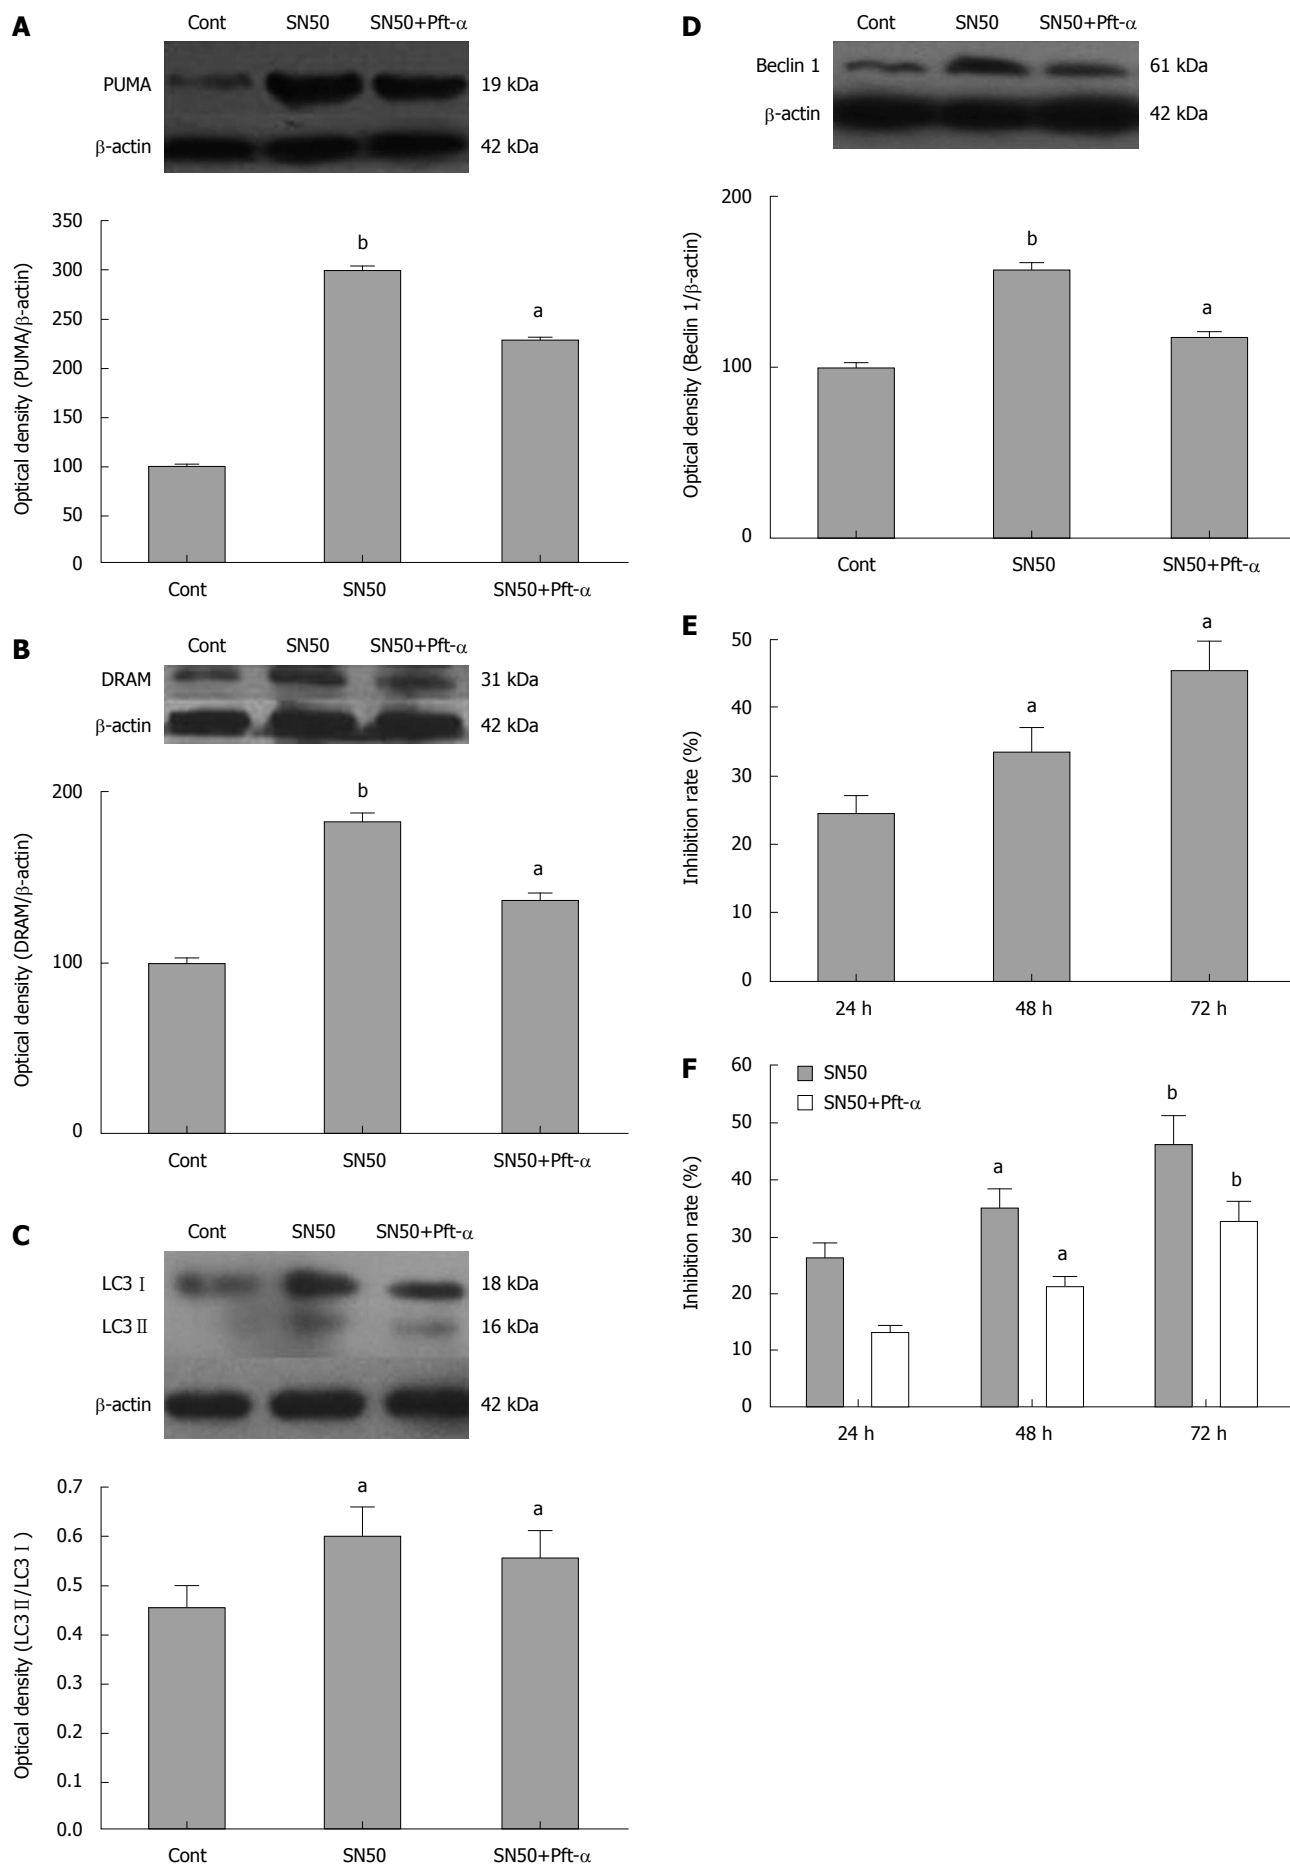 A
Cont SN50 SN50+Pft-α
PUMA 19 kDa
β-actin 42 kDa
Optical density (PUMA/β-actin)
350
300
250
200
150
100
50
0
b
a
Cont SN50 SN50+Pft-α
B
Cont SN50 SN50+Pft-α
DRAM 31 kDa
β-actin 42 kDa
Optical density (DRAM/β-actin)
200
100
0
b
a
Cont SN50 SN50+Pft-α
C
Cont SN50 SN50+Pft-α
LC3 Ⅰ 18 kDa
LC3 Ⅱ 16 kDa
β-actin 42 kDa
Optical density (LC3 Ⅱ/LC3 Ⅰ)
0.7
0.6
0.5
0.4
0.3
0.2
0.1
0.0
a
a
Cont SN50 SN50+Pft-α
D
Cont SN50 SN50+Pft-α
Beclin 1 61 kDa
β-actin 42 kDa
Optical density (Beclin 1/β-actin)
200
100
0
b
a
Cont SN50 SN50+Pft-α
E
Inhibition rate (%)
50
40
30
20
10
0
a
a
24 h 48 h 72 h
F
Inhibition rate (%)
60
50
40
30
20
10
0
SN50
SN50+Pft-α
a
a
b
b
24 h 48 h 72 h